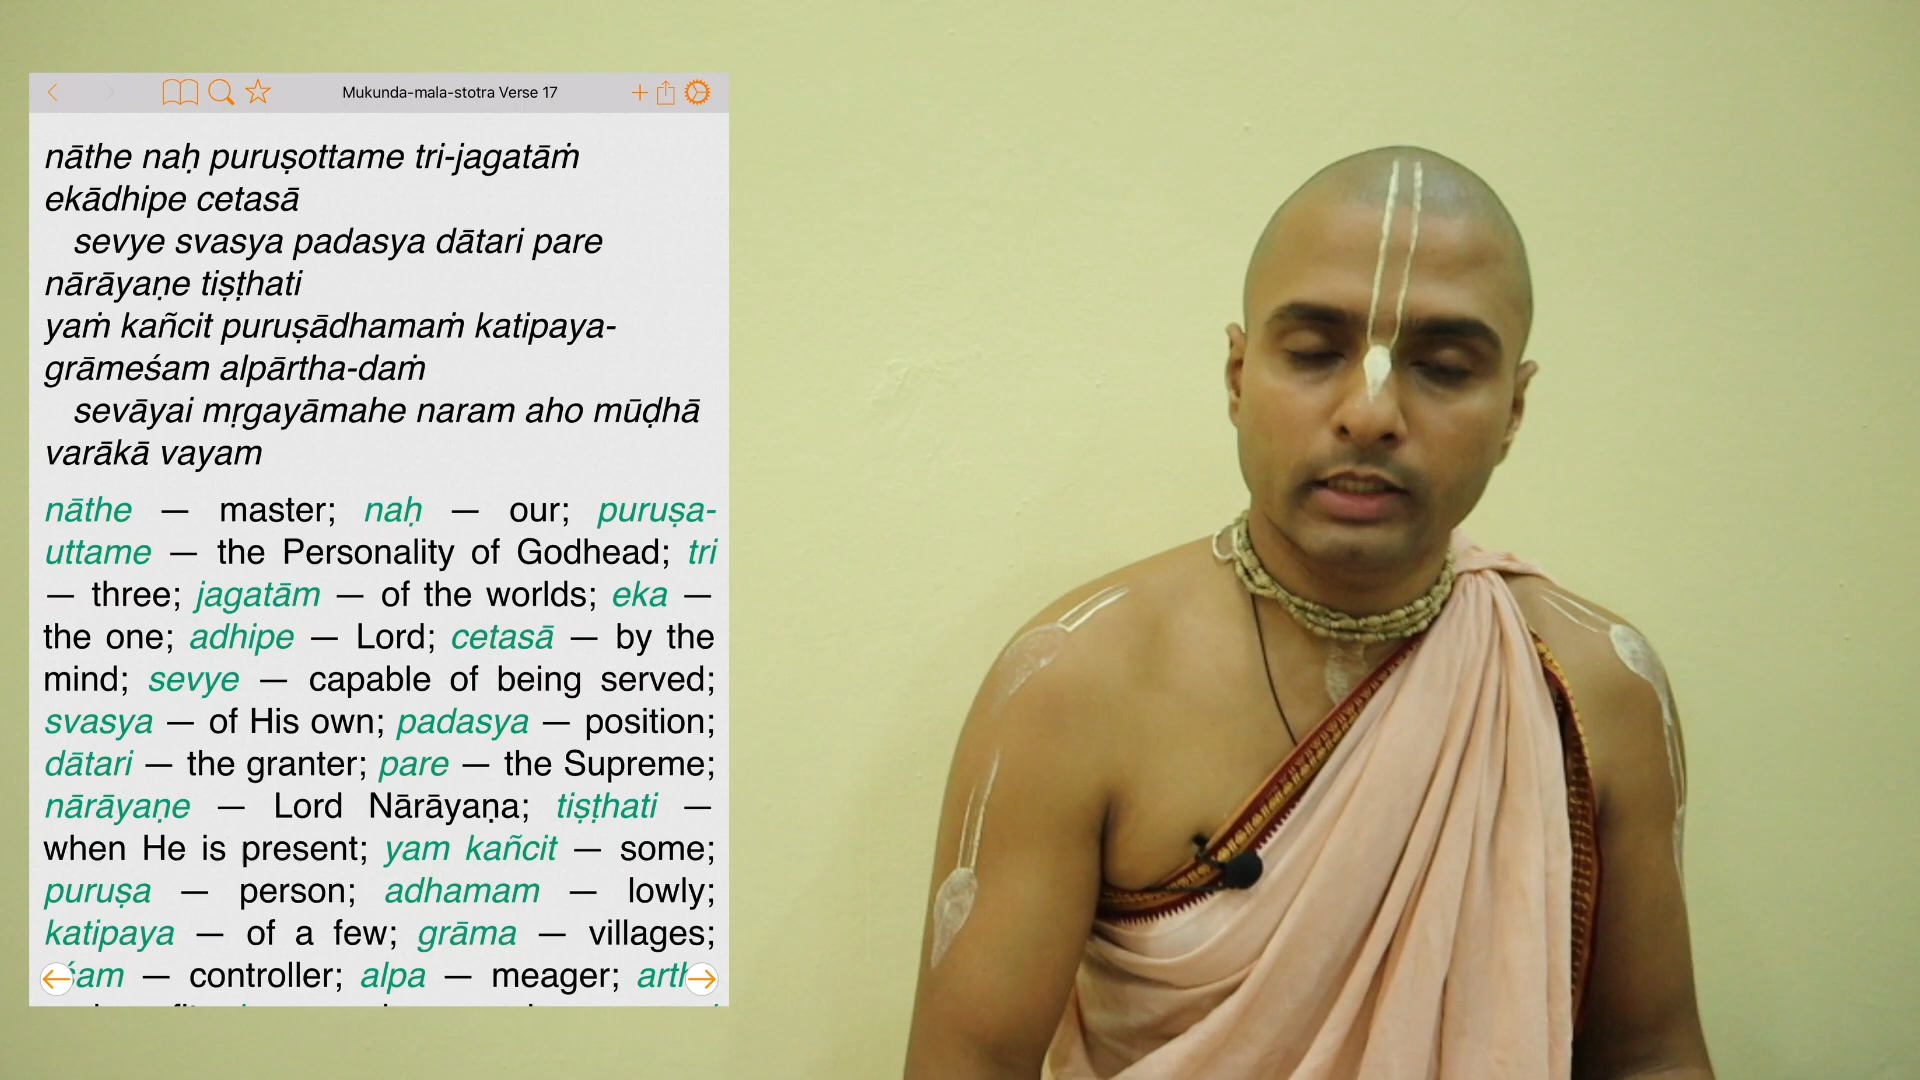 Mukunda-mala-stotra Verse 17
nāthe naḥ puruṣottame tri-jagatāṁ
ekādhipe cetasā
sevye svasya padasya dātari pare
nārāyaṇe tiṣṭhati
yaṁ kañcit puruṣādhamaṁ katipaya-
grāmeśam alpārtha-daṁ
sevāyai mṛgayāmahe naram aho mūḍhā
varākā vayam
nāthe — master; naḥ — our; puruṣa-
uttame — the Personality of Godhead; tri
— three; jagatām — of the worlds; eka —
the one; adhipe — Lord; cetasā — by the
mind; sevye — capable of being served;
svasya — of His own; padasya — position;
dātari — the granter; pare — the Supreme;
nārāyaṇe — Lord Nārāyaṇa; tiṣṭhati —
when He is present; yam kañcit — some;
puruṣa — person; adhamam — lowly;
katipaya — of a few; grāma — villages;
— controller; alpa — meager;